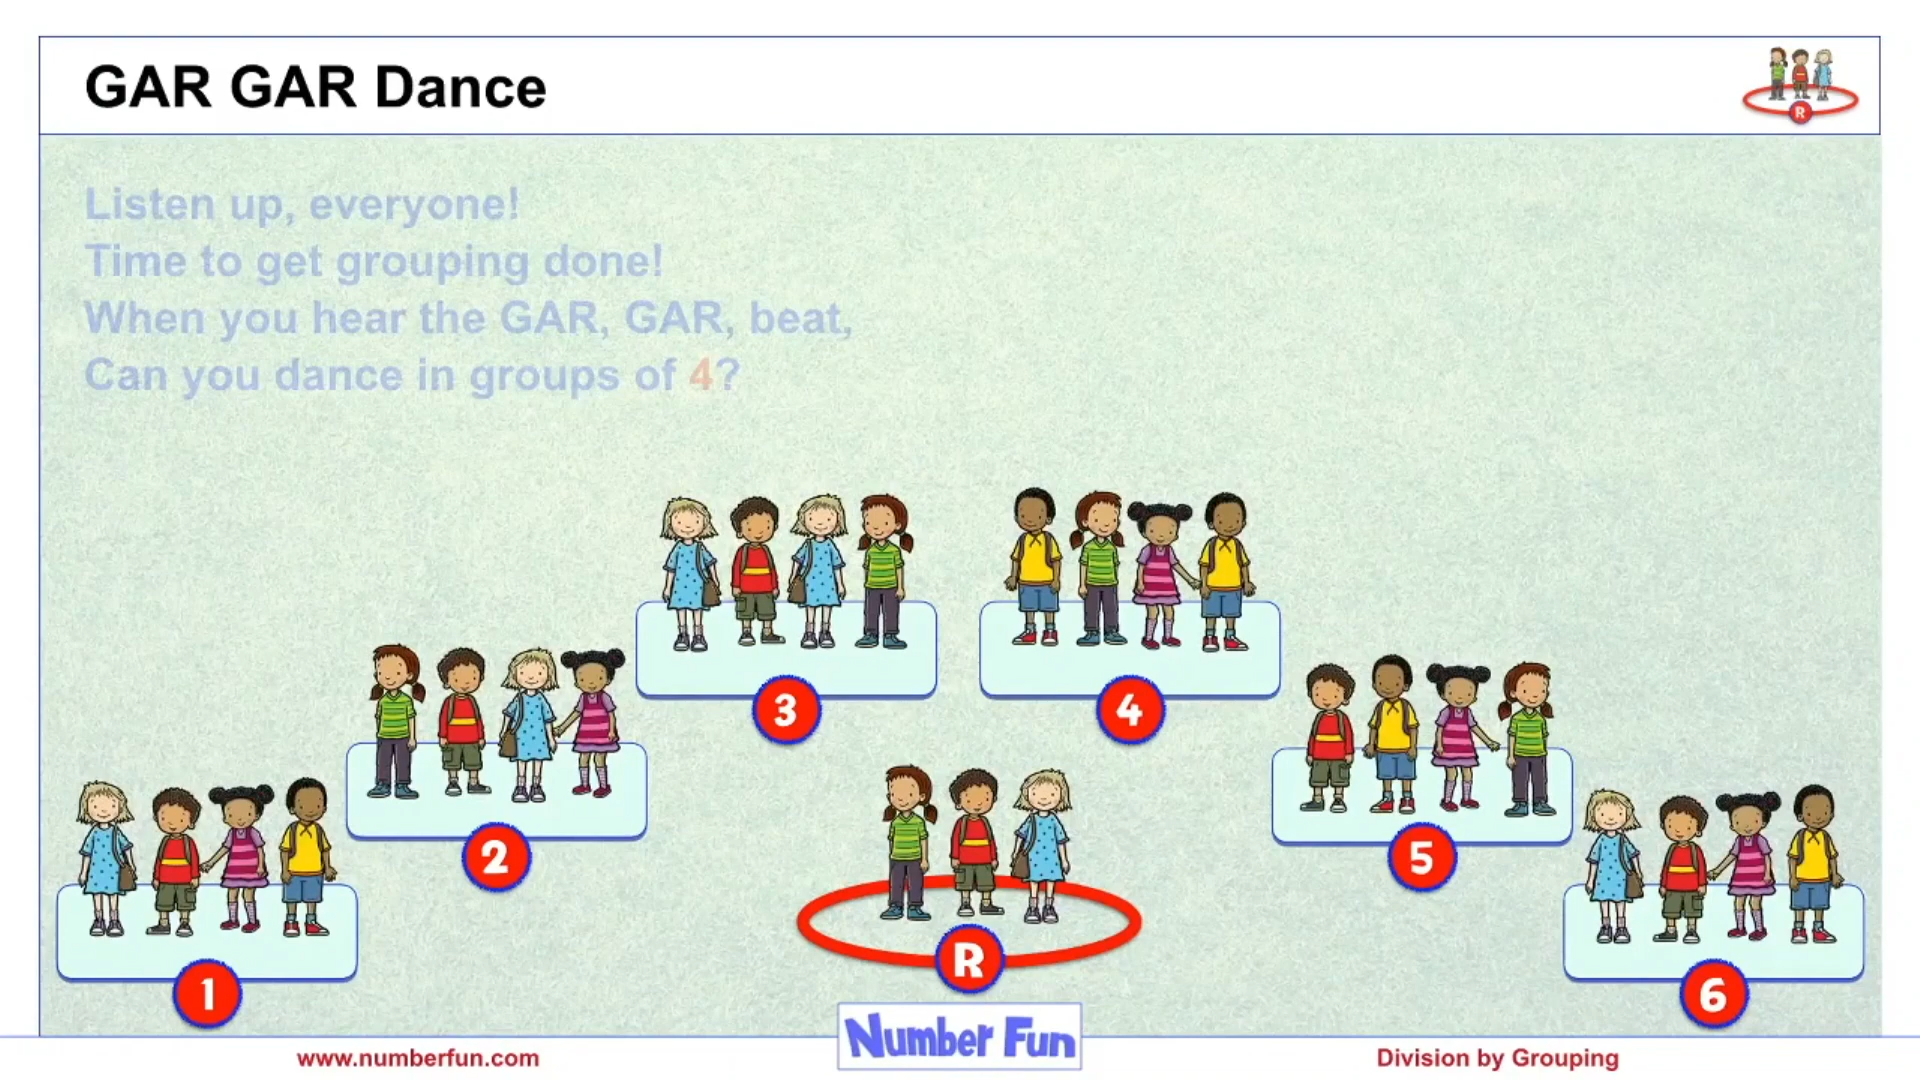 GAR GAR Dance
R
Listen up, everyone!
Time to get grouping done!
When you hear the GAR, GAR, beat,
Can you dance in groups of 4?
3
4
2
5
1
R
6
Number Fun
www.numberfun.com
Division by Grouping